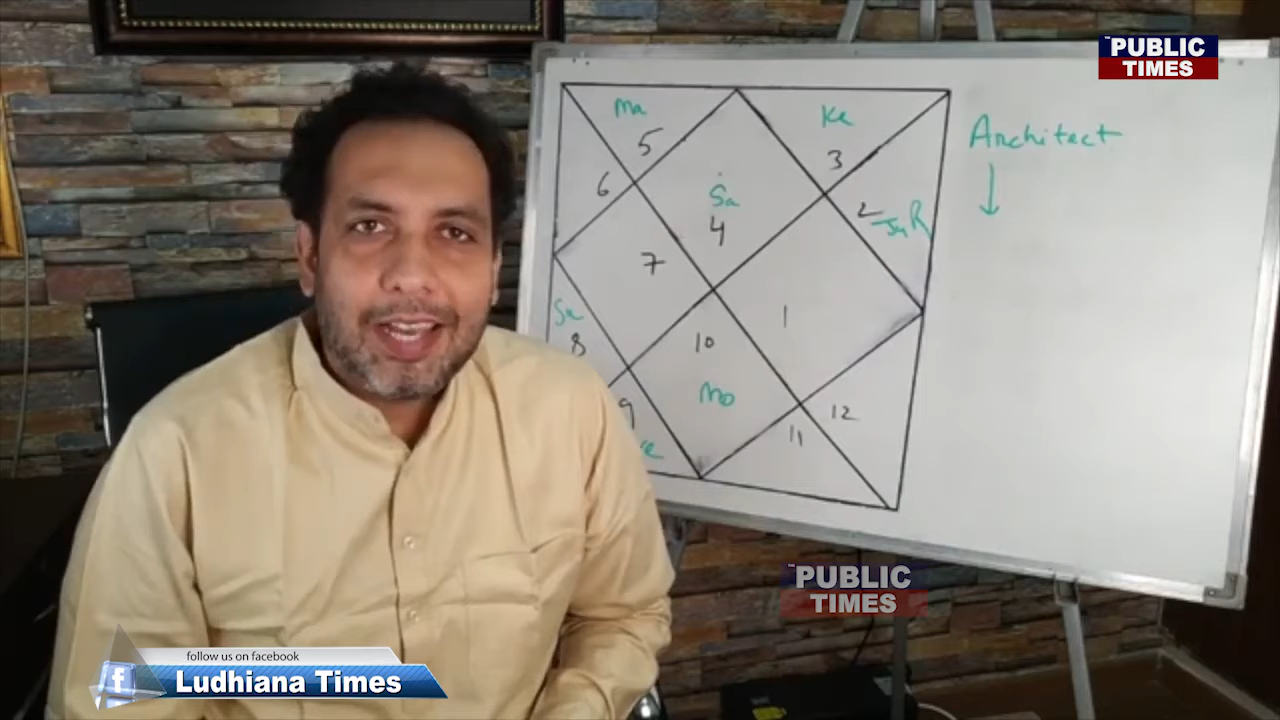 PUBLIC
TIMES
Ma
5
Ke
3
Architect
6
Sa
4
2
Ju R
7
Sa
8
1
10
Mo
9
12
11
PUBLIC
TIMES
follow us on facebook
f Ludhiana Times